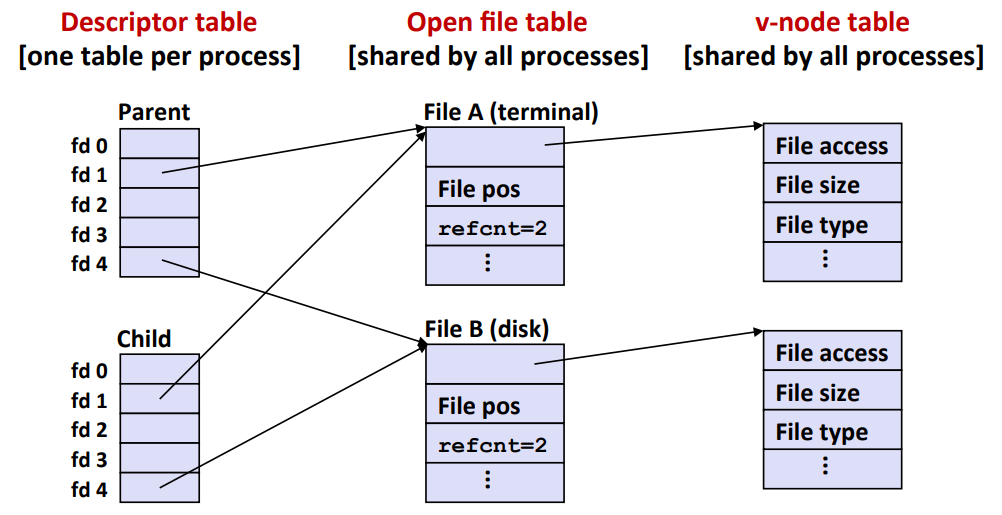 Descriptor table
[one table per process]
Open file tables
[shared by all processes]
v-node table
[shared by all processes]
Parent
fd 0
fd 1
fd 2
fd 3
fd 4
Child
fd 0
fd 1
fd 2
fd 3
fd 4
File A (terminal)
File pos
refcnt=2
⋮
File B (disk)
File pos
refcnt=2
⋮
File access
File size
File type
⋮
File access
File size
File type
⋮